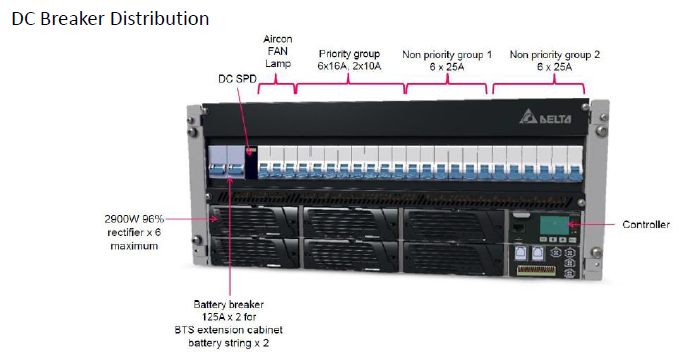 DC Breaker Distribution
Aircon
FAN
Lamp
Priority group
6x16A, 2x10A
Non priority group 1
6 x 25A
Non priority group 2
6 x 25A
DC SPD
DELTA
2900W 96%
rectifier x 6
maximum
Controller
Battery breaker
125A x 2 for
BTS extension cabinet
battery string x 2